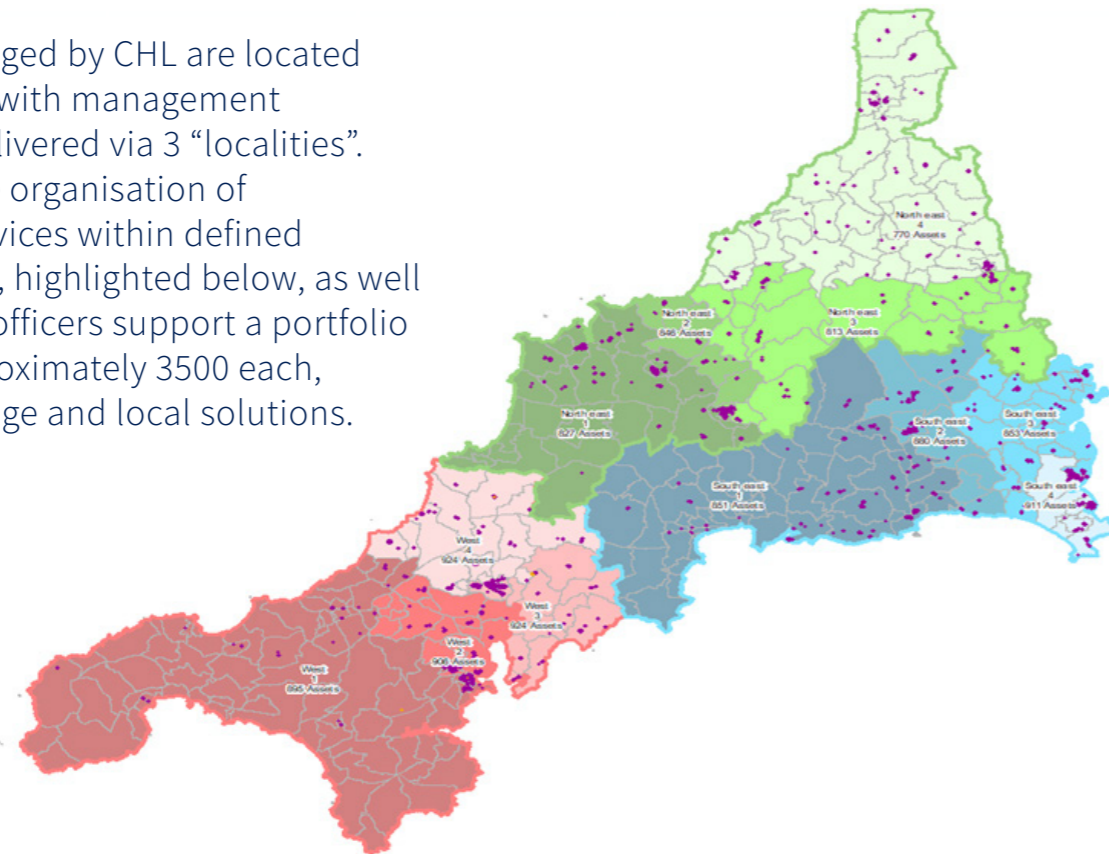 ged by CHL are located
with management
livered via 3 “localities”.
organisation of
vices within defined
, highlighted below, as well
officers support a portfolio
oximately 3500 each,
ge and local solutions.
North east
4
770 Assets
North east
2
846 Assets
North east
3
813 Assets
North east
1
827 Assets
South east
2
880 Assets
South east
3
853 Assets
South east
4
911 Assets
South east
1
851 Assets
West
4
924 Assets
West
3
924 Assets
West
2
906 Assets
West
1
895 Assets